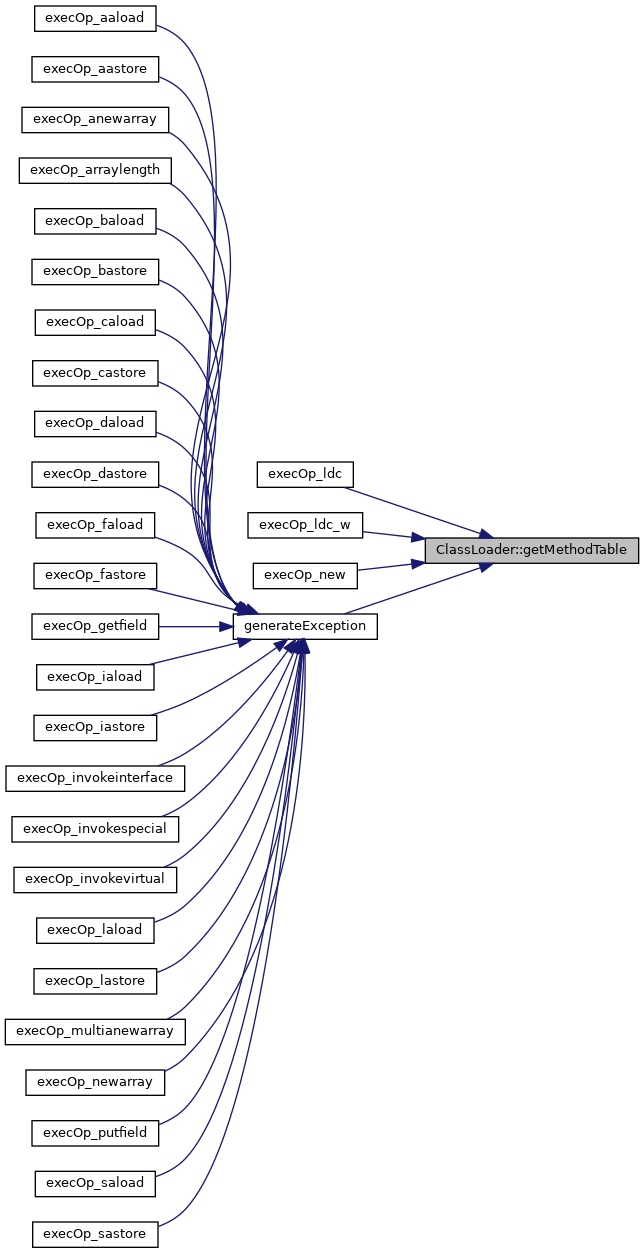 execOp_aaload
execOp_aastore
execOp_anewarray
execOp_arraylength
execOp_baload
execOp_bastore
execOp_caload
execOp_castore
execOp_daload
execOp_dastore
execOp_faload
execOp_fastore
execOp_getfield
execOp_iaload
execOp_iastore
execOp_invokeinterface
execOp_invokespecial
execOp_invokevirtual
execOp_laload
execOp_lastore
execOp_multianewarray
execOp_newarray
execOp_putfield
execOp_saload
execOp_sastore
execOp_ldc
execOp_ldc_w
execOp_new
generateException
ClassLoader::getMethodTable